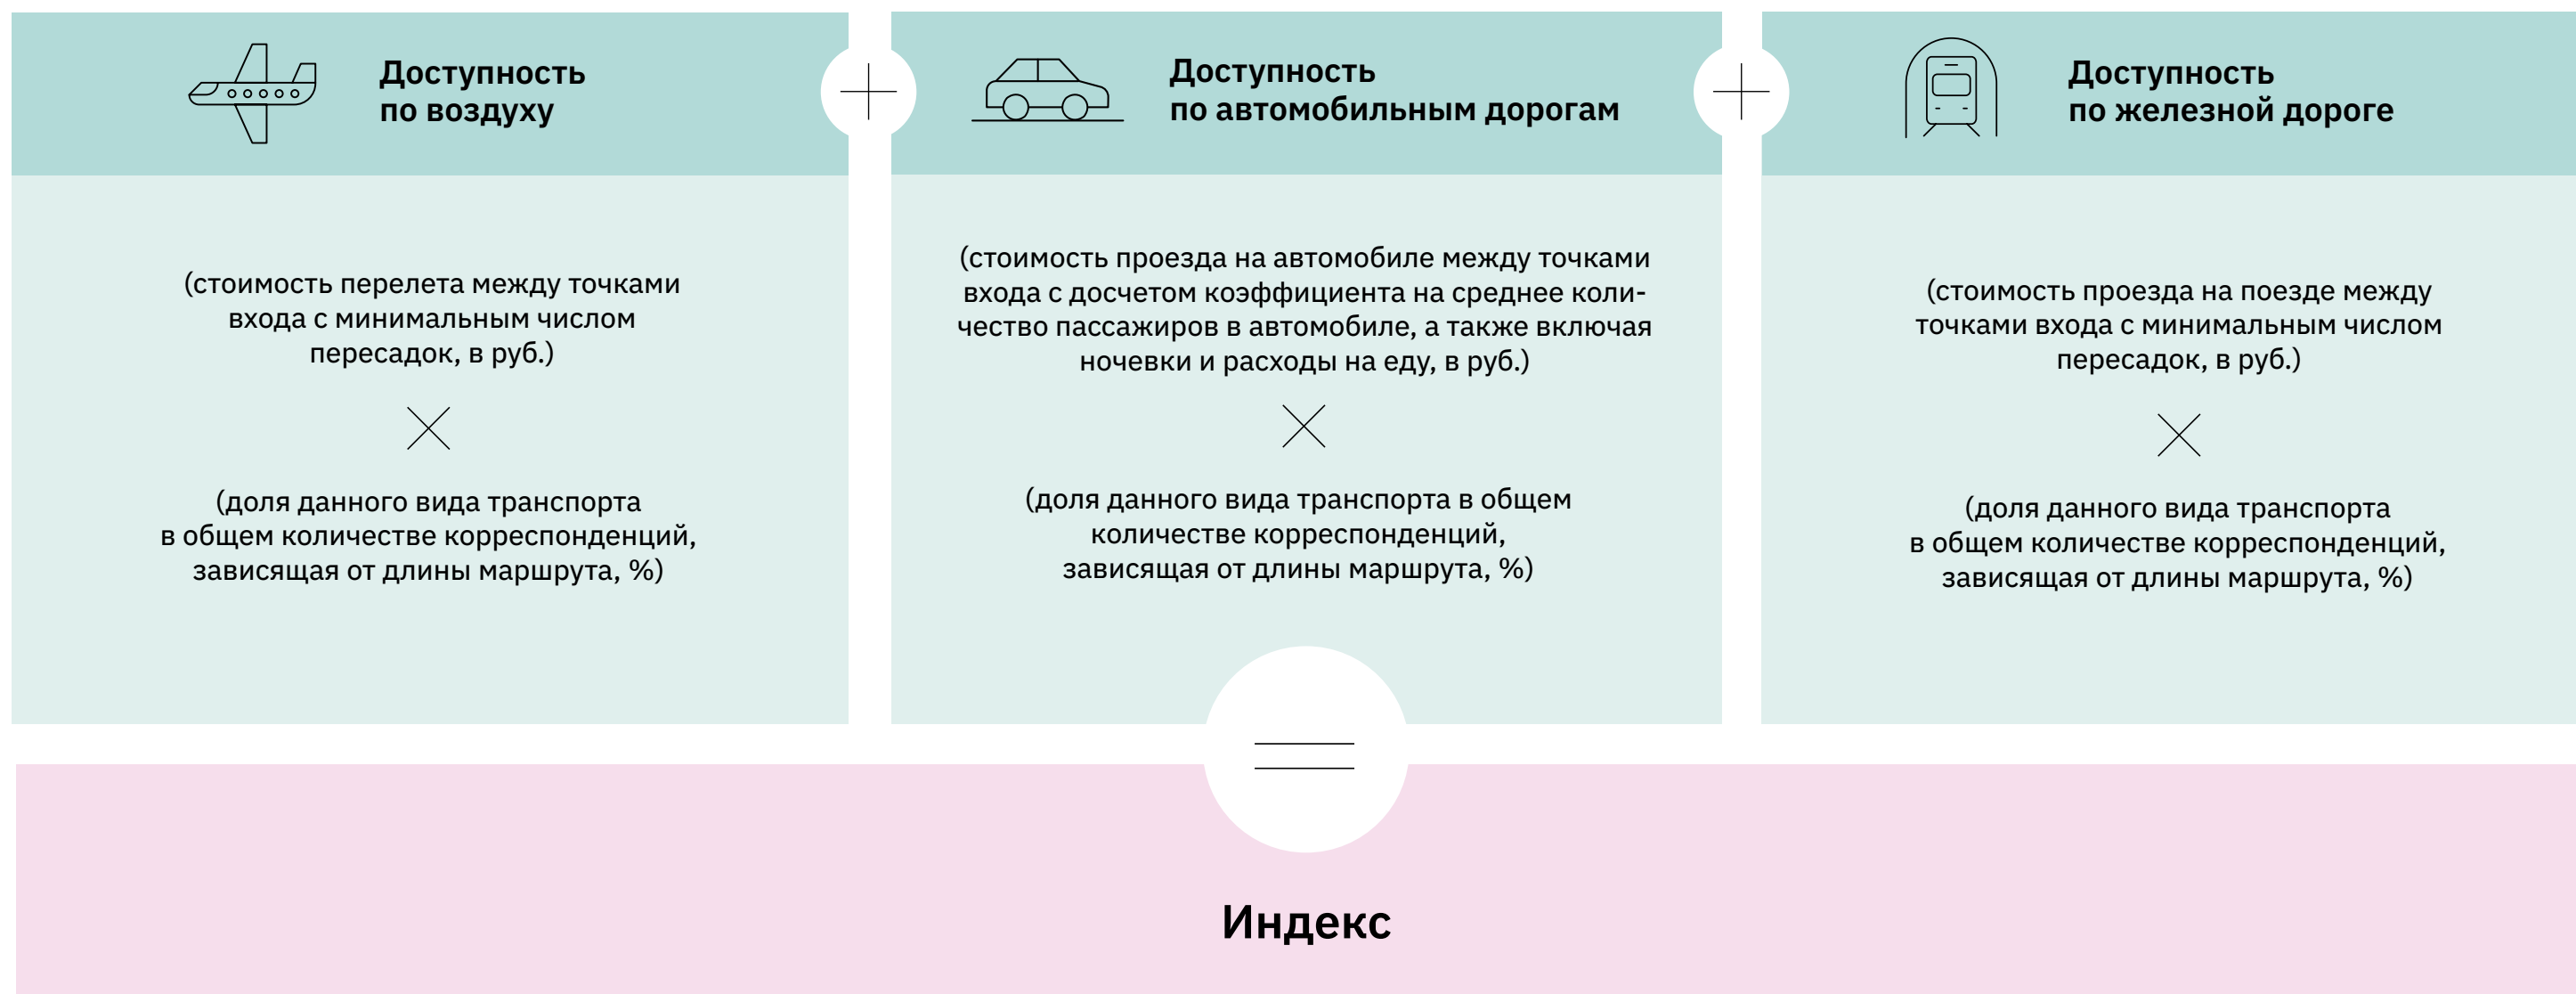 Доступность
по воздуху
Доступность
по автомобильным дорогам
Доступность
по железной дороге
(стоимость перелета между точками
входа с минимальным числом
пересадок, в руб.)
(доля данного вида транспорта
в общем количестве корреспонденций,
зависящая от длины маршрута, %)
(стоимость проезда на автомобиле между точками
входа с досчетом коэффициента на среднее коли-
чество пассажиров в автомобиле, а также включая
ночевки и расходы на еду, в руб.)
(доля данного вида транспорта в общем
количестве корреспонденций,
зависящая от длины маршрута, %)
(стоимость проезда на поезде между
точками входа с минимальным числом
пересадок, в руб.)
(доля данного вида транспорта
в общем количестве корреспонденций,
зависящая от длины маршрута, %)
Индекс